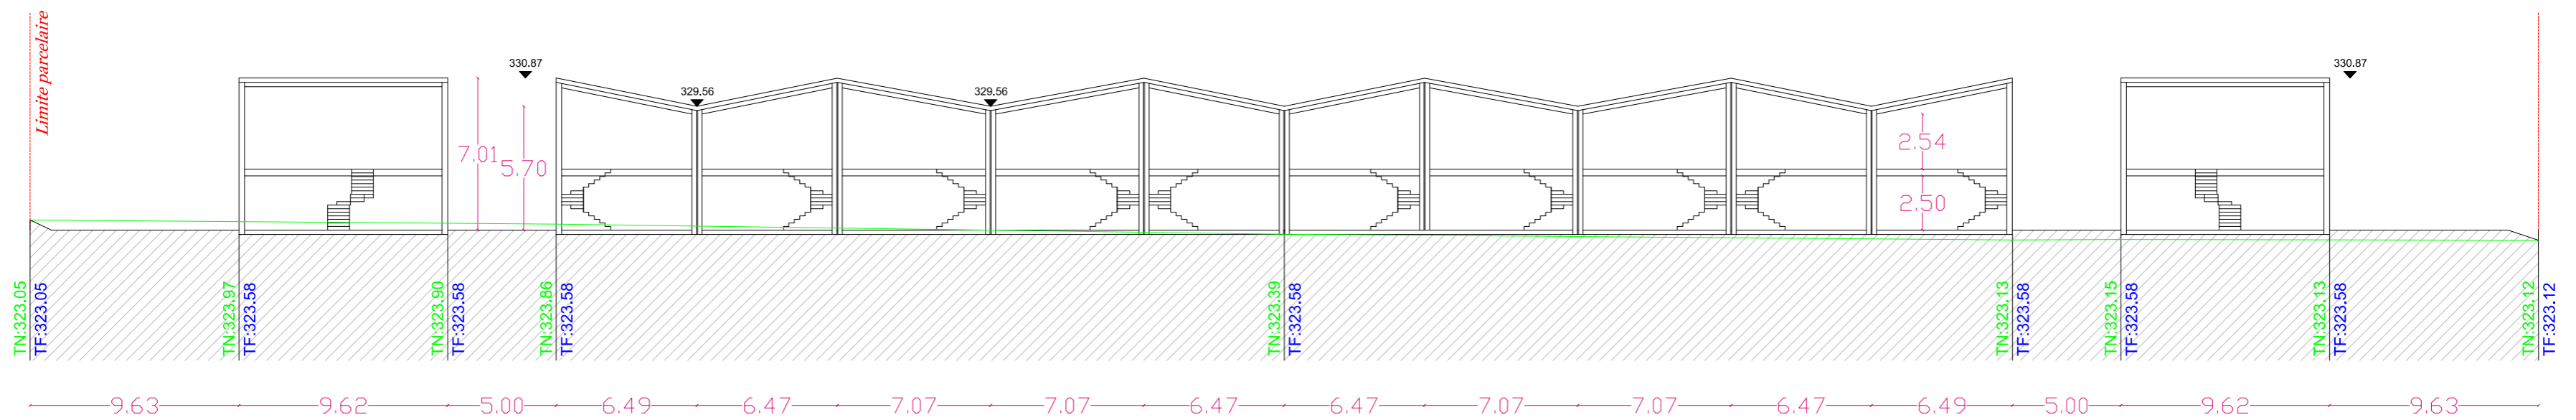 Limite parcelaire
330.87
330.87
329.56
329.56
7.01
5.70
2.54
2.50
TN:323.05
TF:323.05
TN:323.97
TF:323.58
TN:323.90
TF:323.58
TN:323.86
TF:323.58
TN:323.39
TF:323.58
TN:323.13
TF:323.58
TN:323.15
TF:323.58
TN:323.13
TF:323.58
TN:323.12
TF:323.12
9.63
9.62
5.00
6.49
6.47
7.07
7.07
6.47
6.47
7.07
7.07
6.47
6.49
5.00
9.62
9.63